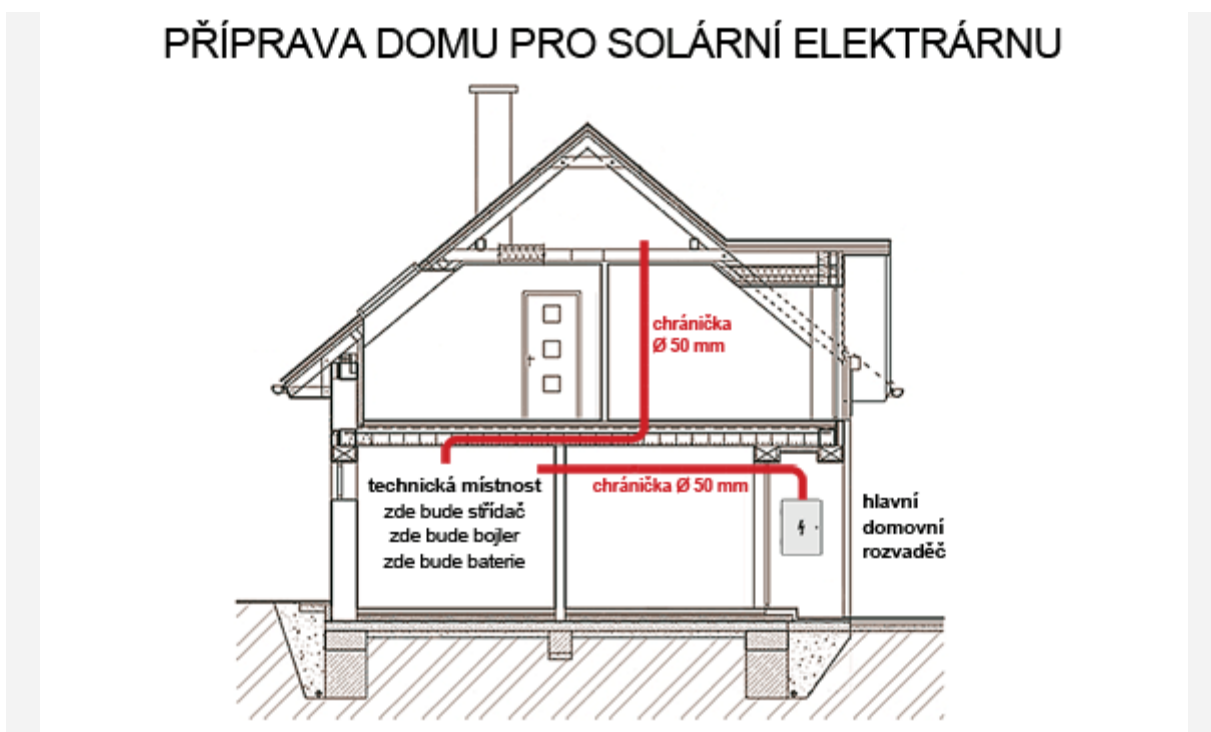 PŘÍPRAVA DOMU PRO SOLÁRNÍ ELEKTRÁRNU
chránička
Ø 50 mm
technická místnost
zde bude střídač
zde bude bojler
zde bude baterie
chránička Ø 50 mm
hlavní
domovní
rozvaděč